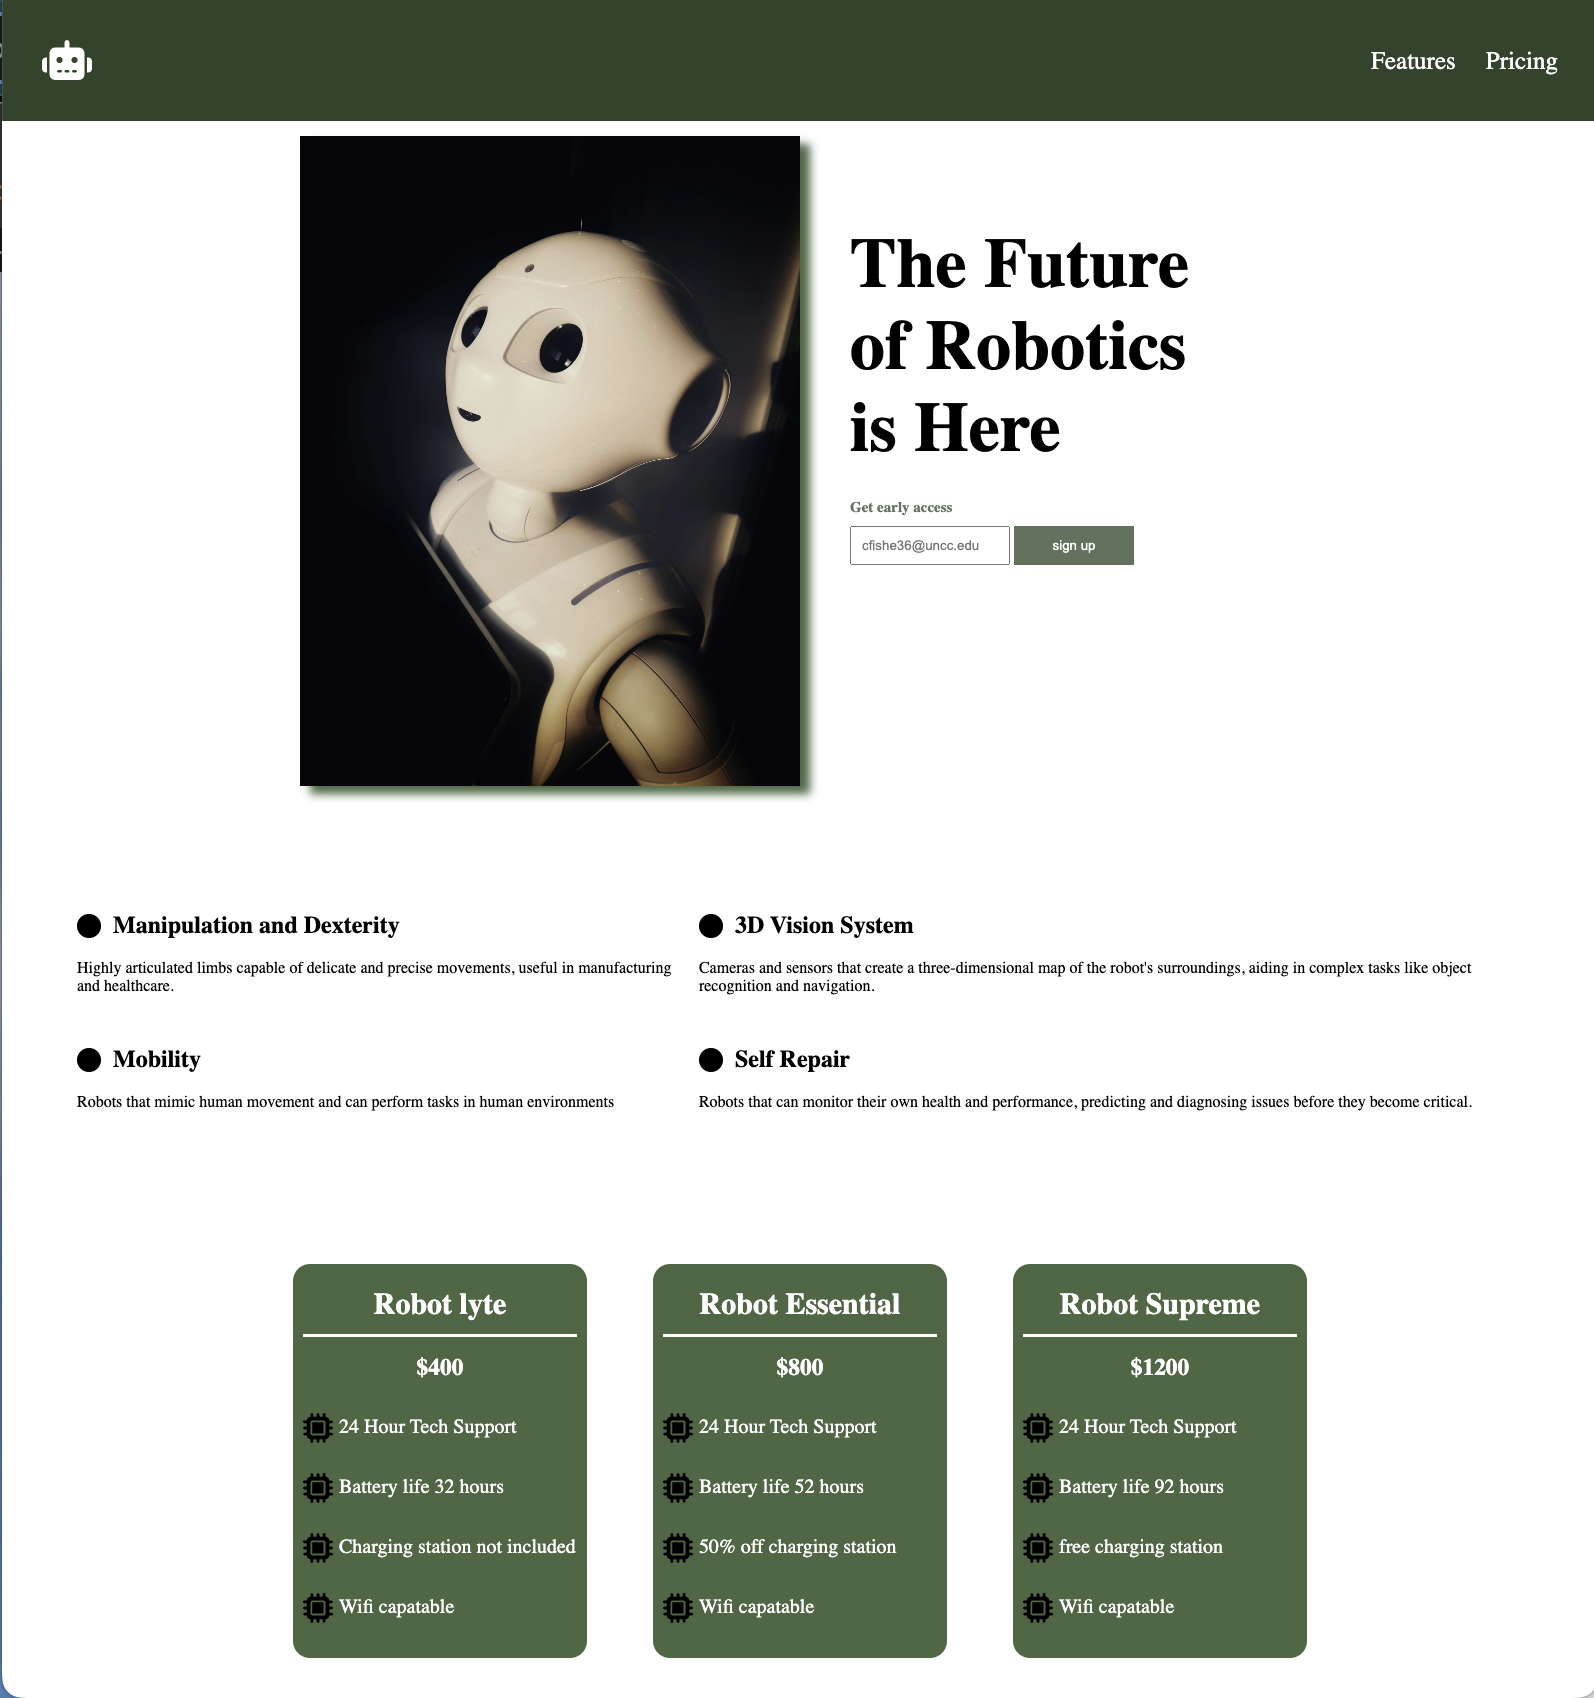 Features Pricing
The Future
of Robotics
is Here
Get early access
cfishe36@uncc.edu
sign up
Manipulation and Dexterity
Highly articulated limbs capable of delicate and precise movements, useful in manufacturing
and healthcare.
3D Vision System
Cameras and sensors that create a three-dimensional map of the robot's surroundings, aiding in complex tasks like object
recognition and navigation.
Mobility
Robots that mimic human movement and can perform tasks in human environments
Self Repair
Robots that can monitor their own health and performance, predicting and diagnosing issues before they become critical.
Robot lyte
$400
24 Hour Tech Support
Battery life 32 hours
Charging station not included
Wifi capatable
Robot Essential
$800
24 Hour Tech Support
Battery life 52 hours
50% off charging station
Wifi capatable
Robot Supreme
$1200
24 Hour Tech Support
Battery life 92 hours
free charging station
Wifi capatable